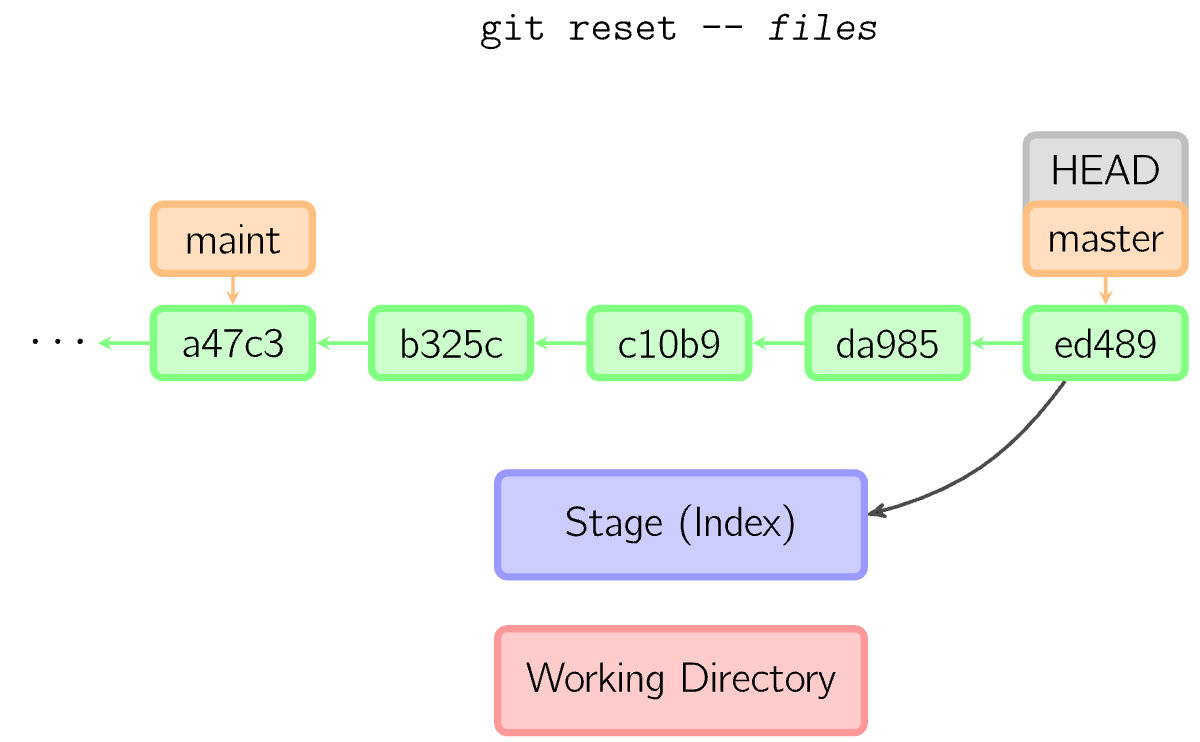 git reset -- files
HEAD
maint
master
... a47c3 b325c c10b9 da985 ed489
Stage (Index)
Working Directory